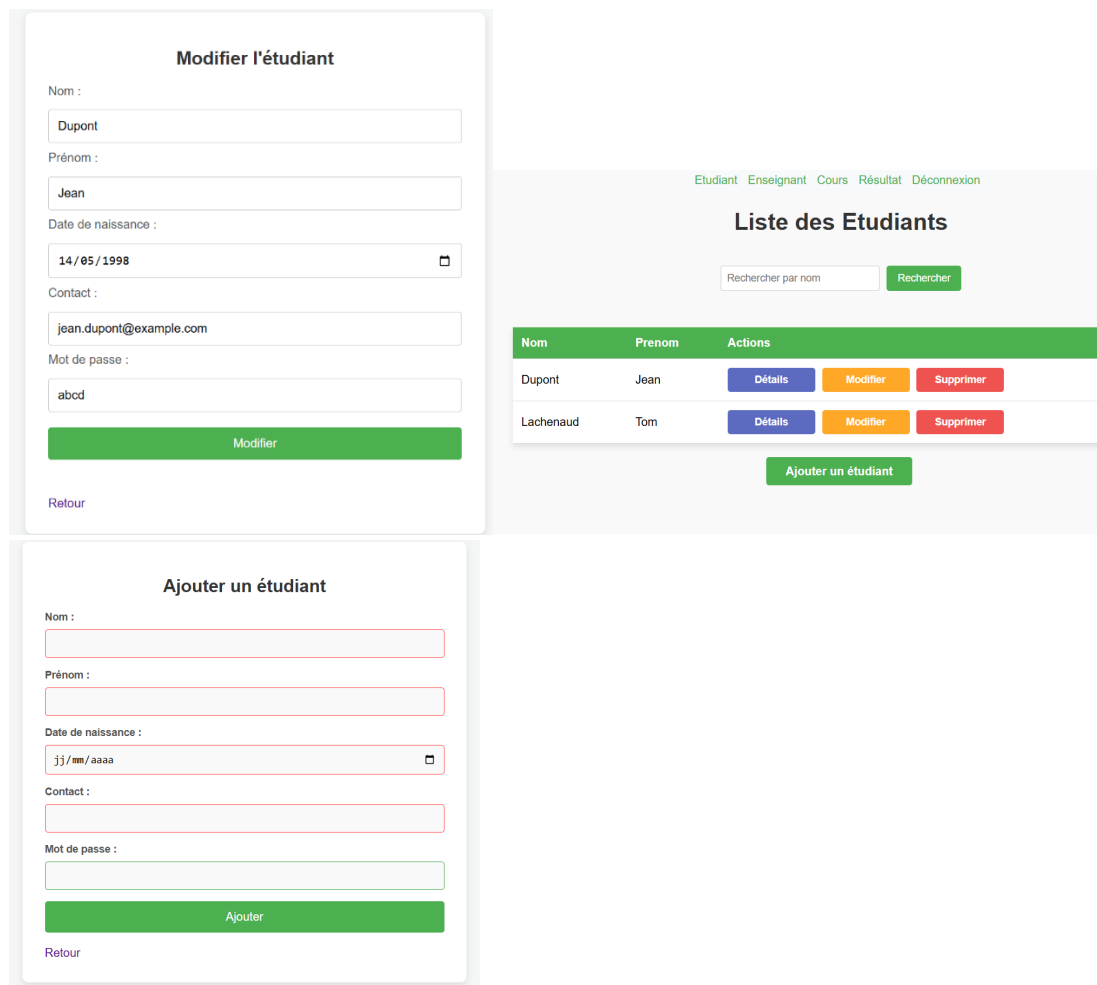 Modifier l'étudiant
Nom :
Dupont
Prénom :
Jean
Date de naissance :
14/05/1998
Contact :
jean.dupont@example.com
Mot de passe :
abcd
Modifier
Retour
Etudiant Enseignant Cours Résultat Déconnexion
Liste des Etudiants
Rechercher par nom Rechercher
Nom Prenom Actions
Dupont Jean Détails Modifier Supprimer
Lachenaud Tom Détails Modifier Supprimer
Ajouter un étudiant
Ajouter un étudiant
Nom :
Prénom :
Date de naissance :
jj/mm/aaaa
Contact :
Mot de passe :
Ajouter
Retour